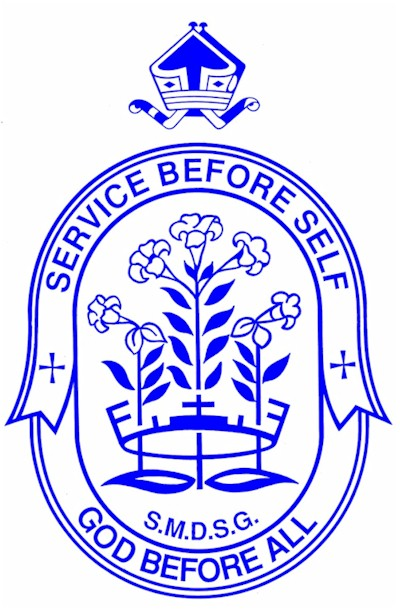 SERVICE BEFORE SELF
S.M.D.S.G.
GOD BEFORE ALL